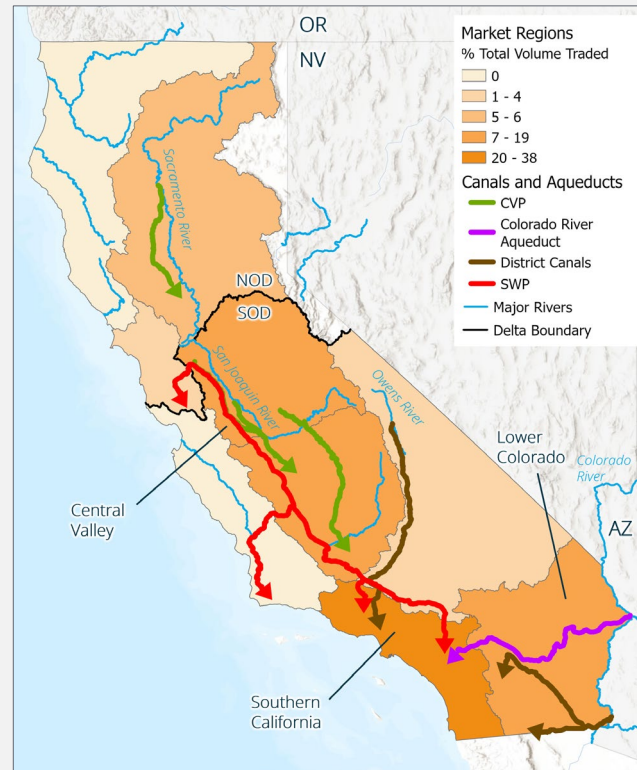 OR
NV
Market Regions
% Total Volume Traded
0
1 - 4
5 - 6
7 - 19
20 - 38
Canals and Aqueducts
CVP
Colorado River
Aqueduct
District Canals
SWP
Major Rivers
Delta Boundary
Sacramento River
NOD
SOD
San Joaquin River
Owens River
Lower
Colorado
Colorado
River
AZ
Central
Valley
Southern
California